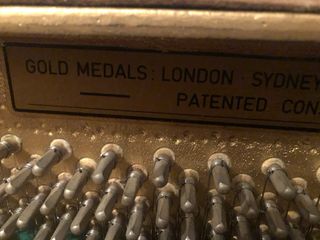 GOLD MEDALS: LONDON · SYDNEY
PATENTED CON